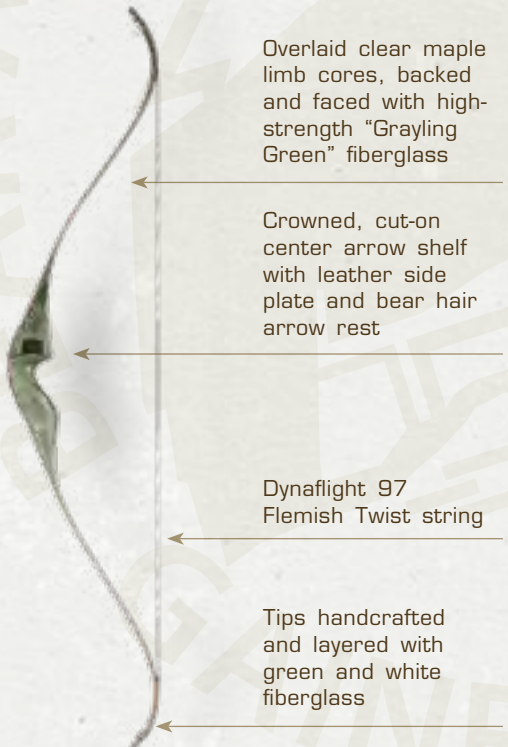 Overlaid clear maple
limb cores, backed
and faced with high-
strength “Grayling
Green” fiberglass
Crowned, cut-on
center arrow shelf
with leather side
plate and bear hair
arrow rest
Dynaflight 97
Flemish Twist string
Tips handcrafted
and layered with
green and white
fiberglass